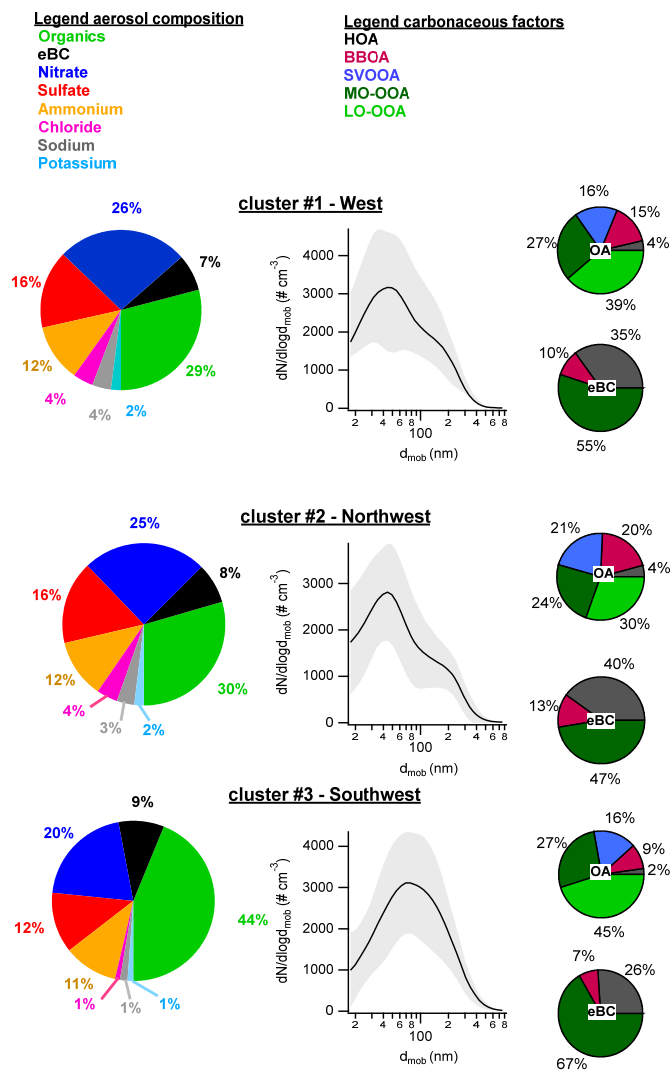 Legend aerosol composition
Organics
eBC
Nitrate
Sulfate
Ammonium
Chloride
Sodium
Potassium
Legend carbonaceous factors
HOA
BBOA
SVOOA
MO-OOA
LO-OOA
cluster #1 - West
26%
7%
16%
12%
4%
4%
2%
29%
dN/dlogd_mob (# cm⁻³)
4000
3000
2000
1000
0
2 4 6 8 2 4 6 8
100
d_mob (nm)
16%
15%
4%
27%
OA
39%
35%
10%
eBC
55%
cluster #2 - Northwest
25%
8%
16%
12%
4%
3%
2%
30%
dN/dlogd_mob (# cm⁻³)
3000
2000
1000
0
2 4 6 8 2 4 6 8
100
d_mob (nm)
21%
20%
4%
OA
24%
30%
40%
13%
eBC
47%
cluster #3 - Southwest
9%
20%
12%
11%
1%
1%
1%
44%
dN/dlogd_mob (# cm⁻³)
4000
3000
2000
1000
0
2 4 6 8 2 4 6 8
100
d_mob (nm)
16%
9%
2%
27%
OA
45%
7%
26%
eBC
67%